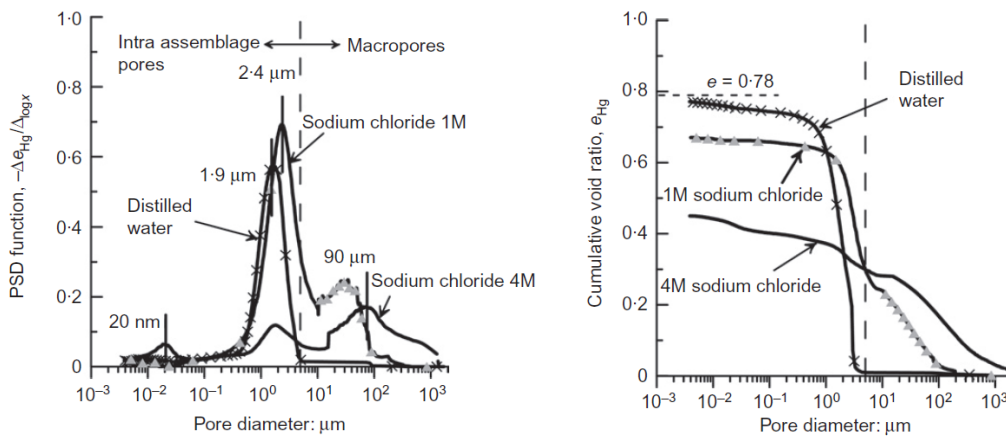 1·0
0·8
0·6
0·4
0·2
0
PSD function, −Δe_Hg/Δ_logx
Intra assemblage
pores
Macropores
2·4 μm
Sodium chloride 1M
1·9 μm
Distilled
water
90 μm
Sodium chloride 4M
20 nm
10⁻³ 10⁻² 10⁻¹ 10⁰ 10¹ 10² 10³
Pore diameter: μm
1·0
0·8
0·6
0·4
0·2
0
Cumulative void ratio, e_Hg
e = 0·78
Distilled
water
1M sodium chloride
4M sodium chloride
10⁻³ 10⁻² 10⁻¹ 10⁰ 10¹ 10² 10³
Pore diameter: μm